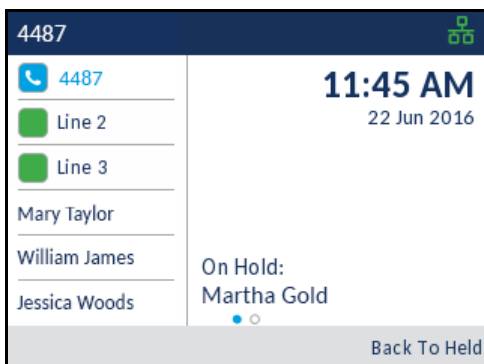 4487
4487
Line 2
Line 3
Mary Taylor
William James
Jessica Woods
11:45 AM
22 Jun 2016
On Hold:
Martha Gold
Back To Held